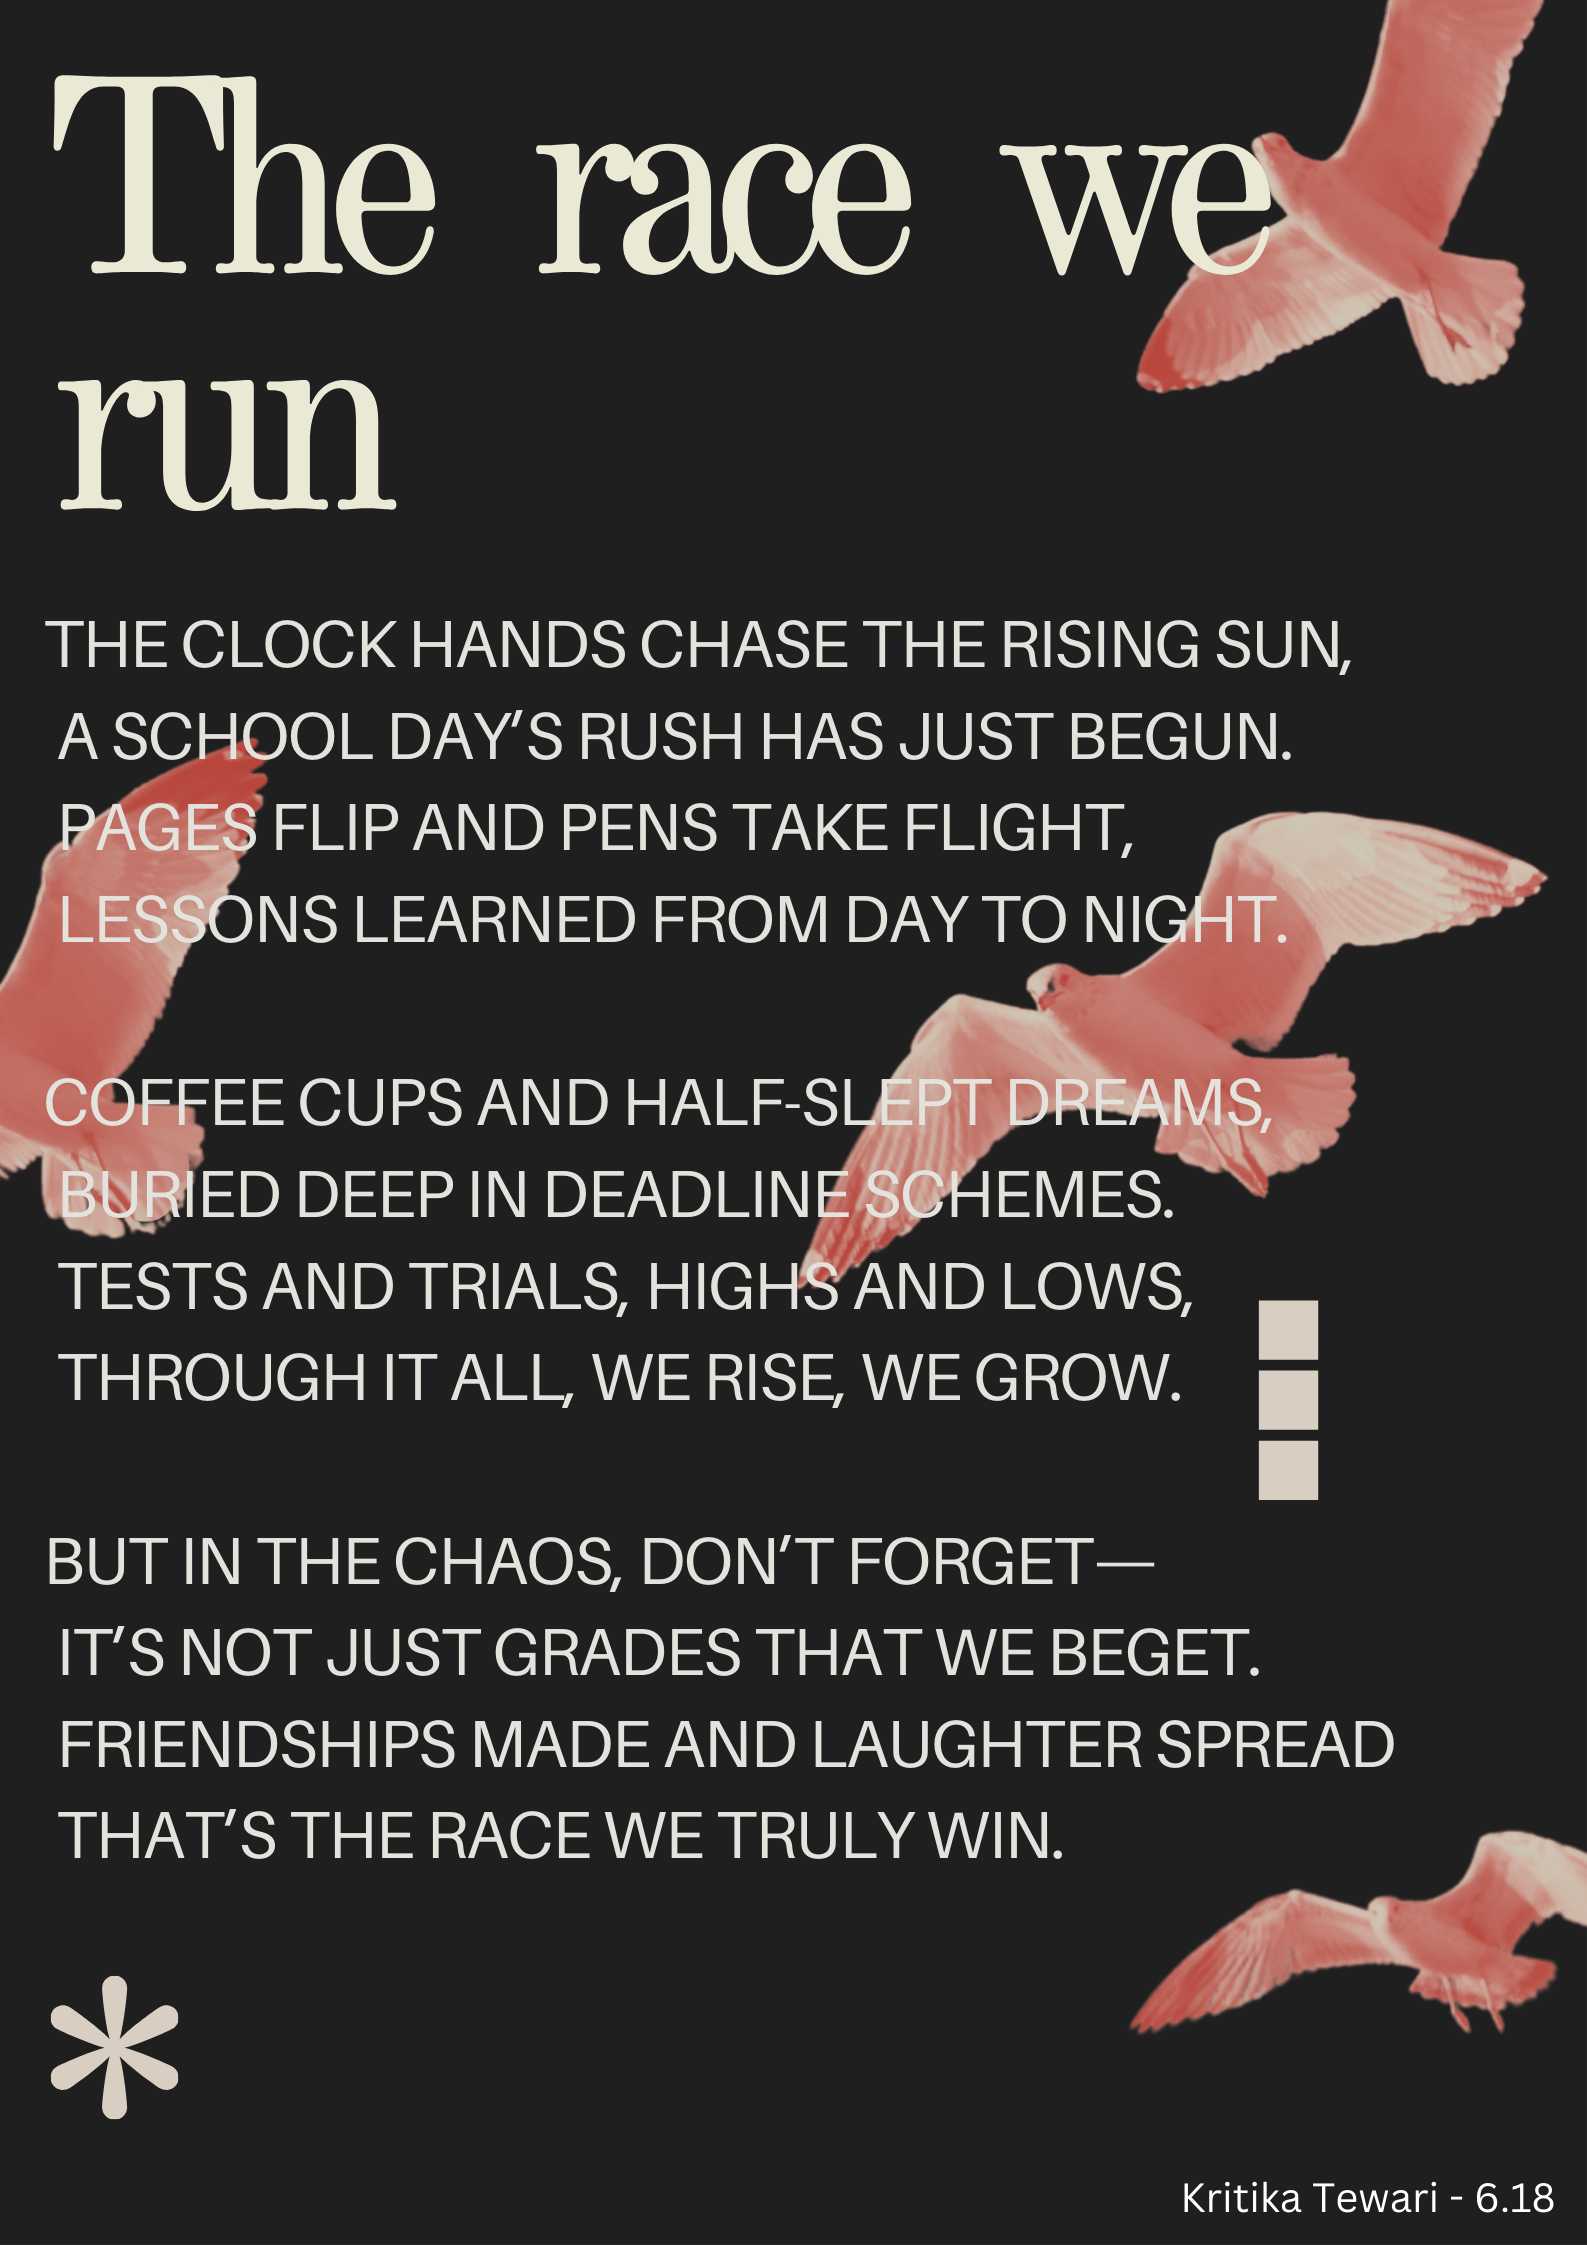 The race we
run
THE CLOCK HANDS CHASE THE RISING SUN,
A SCHOOL DAY’S RUSH HAS JUST BEGUN.
PAGES FLIP AND PENS TAKE FLIGHT,
LESSONS LEARNED FROM DAY TO NIGHT.
COFFEE CUPS AND HALF-SLEPT DREAMS,
BURIED DEEP IN DEADLINE SCHEMES.
TESTS AND TRIALS, HIGHS AND LOWS,
THROUGH IT ALL, WE RISE, WE GROW.
BUT IN THE CHAOS, DON’T FORGET—
IT’S NOT JUST GRADES THAT WE BEGET.
FRIENDSHIPS MADE AND LAUGHTER SPREAD
THAT’S THE RACE WE TRULY WIN.
Kritika Tewari - 6.18